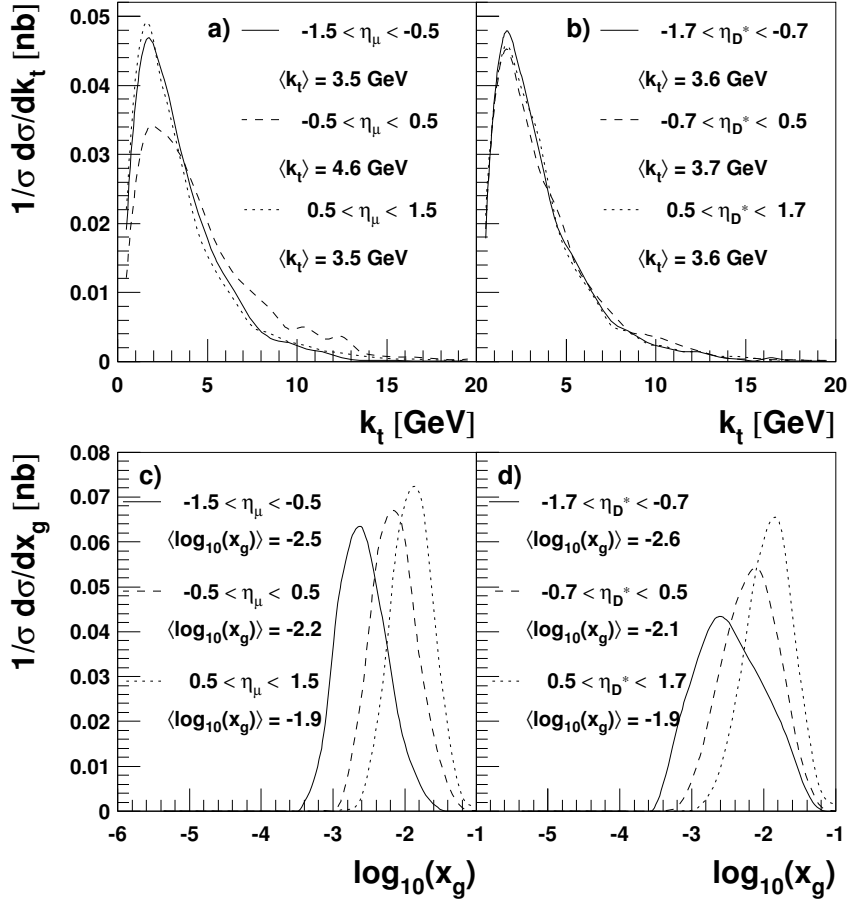 1/σ dσ/dk_t [nb]
0.05
0.04
0.03
0.02
0.01
0
a)
-1.5 < η_μ < -0.5
⟨k_t⟩ = 3.5 GeV
-0.5 < η_μ < 0.5
⟨k_t⟩ = 4.6 GeV
0.5 < η_μ < 1.5
⟨k_t⟩ = 3.5 GeV
0 5 10 15 20
k_t [GeV]
b)
-1.7 < η_D* < -0.7
⟨k_t⟩ = 3.6 GeV
-0.7 < η_D* < 0.5
⟨k_t⟩ = 3.7 GeV
0.5 < η_D* < 1.7
⟨k_t⟩ = 3.6 GeV
5 10 15 20
k_t [GeV]
1/σ dσ/dx_g [nb]
0.08
0.07
0.06
0.05
0.04
0.03
0.02
0.01
0
c)
-1.5 < η_μ < -0.5
⟨log₁₀(x_g)⟩ = -2.5
-0.5 < η_μ < 0.5
⟨log₁₀(x_g)⟩ = -2.2
0.5 < η_μ < 1.5
⟨log₁₀(x_g)⟩ = -1.9
-6 -5 -4 -3 -2 -1
log₁₀(x_g)
d)
-1.7 < η_D* < -0.7
⟨log₁₀(x_g)⟩ = -2.6
-0.7 < η_D* < 0.5
⟨log₁₀(x_g)⟩ = -2.1
0.5 < η_D* < 1.7
⟨log₁₀(x_g)⟩ = -1.9
-5 -4 -3 -2 -1
log₁₀(x_g)